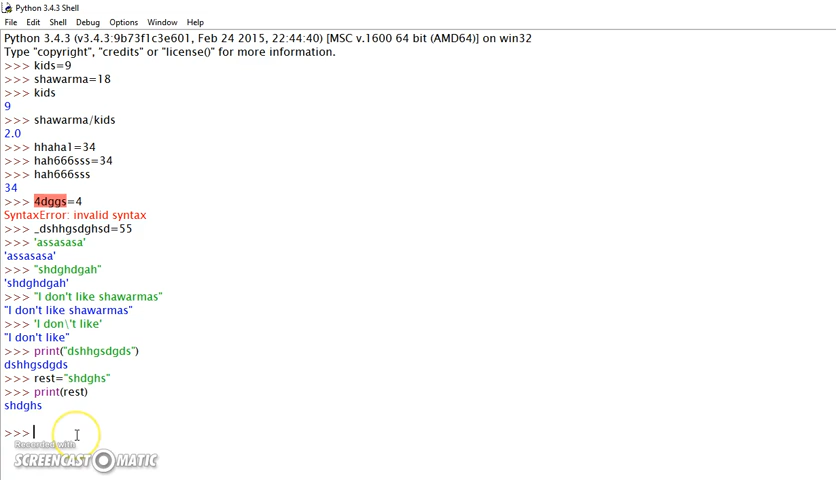 Python 3.4.3 Shell
File Edit Shell Debug Options Window Help
Python 3.4.3 (v3.4.3:9b73f1c3e601, Feb 24 2015, 22:44:40) [MSC v.1600 64 bit (AMD64)] on win32
Type "copyright", "credits" or "license()" for more information.
>>> kids=9
>>> shawarma=18
>>> kids
9
>>> shawarma/kids
2.0
>>> hhaha1=34
>>> hah666sss=34
>>> hah666sss
34
>>> 4dggs=4
SyntaxError: invalid syntax
>>> _dshhgsdghsd=55
>>> 'assasasa'
'assasasa'
>>> "shdghdgah"
'shdghdgah'
>>> "I don't like shawarmas"
"I don't like shawarmas"
>>> 'I don\'t like'
"I don't like"
>>> print("dshhgsdgds")
dshhgsdgds
>>> rest="shdghs"
>>> print(rest)
shdghs
>>>
Recorded with
SCREENCAST-O-MATIC